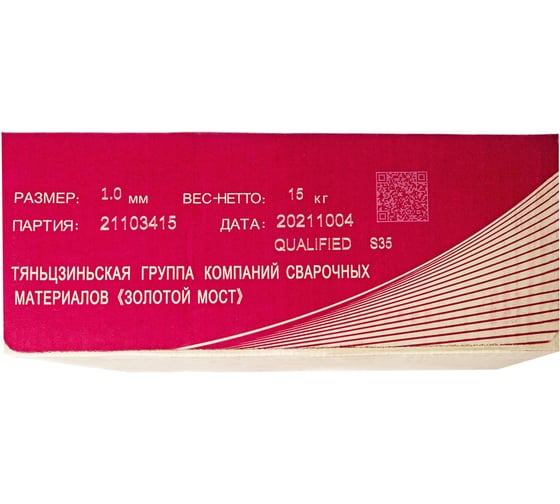 РАЗМЕР: 1.0 мм ВЕС-НЕТТО: 15 кг
ПАРТИЯ: 21103415 ДАТА: 20211004
QUALIFIED S35
ТЯНЬЦЗИНЬСКАЯ ГРУППА КОМПАНИЙ СВАРОЧНЫХ
МАТЕРИАЛОВ《ЗОЛОТОЙ МОСТ》